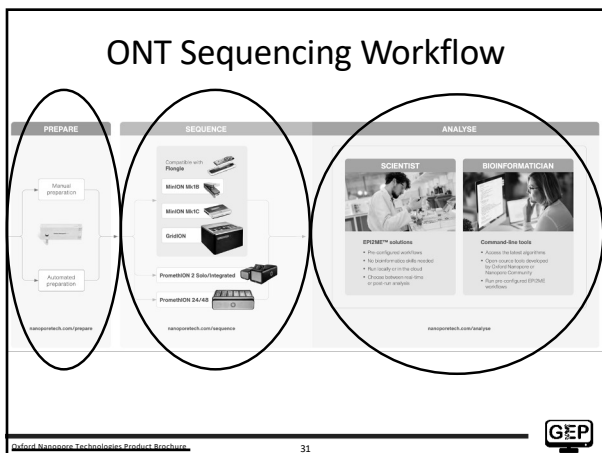 ONT Sequencing Workflow
PREPARE
Manual
preparation
Automated
preparation
nanoporetech.com/prepare
SEQUENCE
Compatible with
Flongle
MinION Mk1B
MinION Mk1C
GridION
PromethION 2 Solo/Integrated
PromethION 24/48
nanoporetech.com/sequence
ANALYSE
SCIENTIST
EPI2ME™ solutions
• Pre-configured workflows
• No bioinformatics skills needed
• Run locally or in the cloud
• Choose between real-time
or post-run analysis
BIOINFORMATICIAN
Command-line tools
• Access the latest algorithms
• Open source tools developed
by Oxford Nanopore or
Nanopore Community
• Run pre-configured EPI2ME
workflows
nanoporetech.com/analyse
Oxford Nanopore Technologies Product Brochure
31
GEP